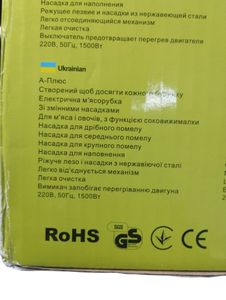 Насадка для наполнения
Режущее лезвие и насадки из нержавеющей стали
Легко отсоединяющийся механизм
Легкая очистка
Выключатель предотвращает перегрев двигателя
220В, 50Гц, 1500Вт
Ukrainian
А-Плюс
Створений щоб досягти кожного будинку
Електрична м'ясорубка
Зі змінними насадками
Для м'яса і овочів, з функцією соковижималки
Насадка для дрібного помелу
Насадка для середнього помелу
Насадка для крупного помелу
Насадка для наповнення
Ріжуче лезо і насадки з нержавіючої сталі
Легко від'єднується механізм
Легка очистка
Вимикач запобігає перегріванню двигуна
220В, 50Гц, 1500Вт
RoHS SGS GS CE